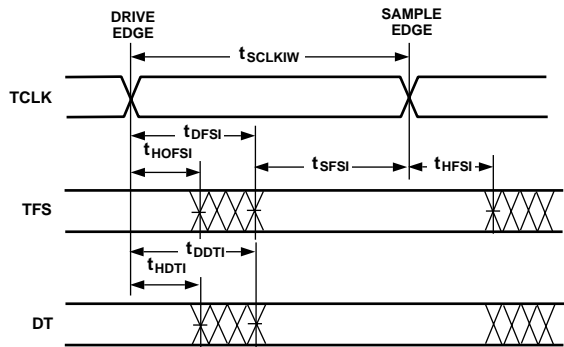 DRIVE
EDGE
SAMPLE
EDGE
tSCLKIW
TCLK
tDFSI
tHOFSI
tSFSI
tHFSI
TFS
tDDTI
tHDTI
DT